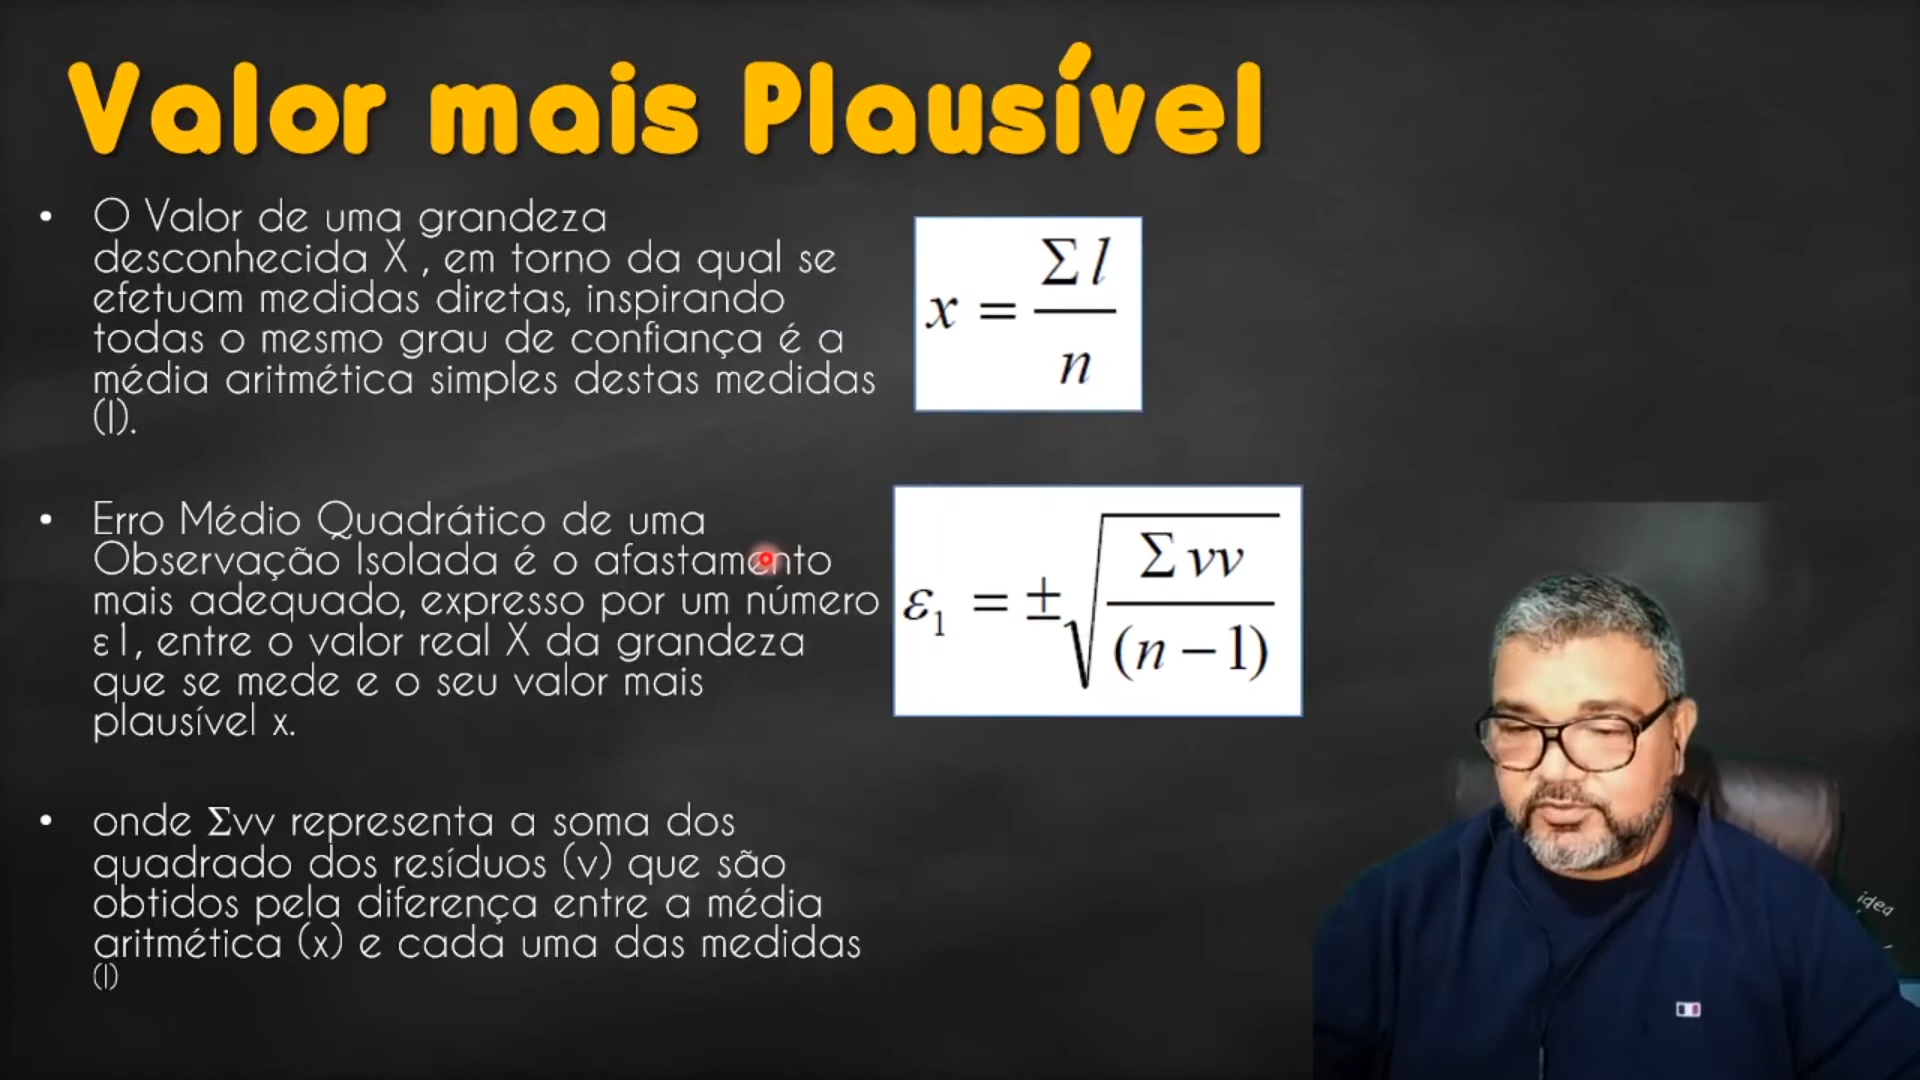 Valor mais Plausível
• O Valor de uma grandeza
desconhecida X , em torno da qual se
efetuam medidas diretas, inspirando
todas o mesmo grau de confiança é a
média aritmética simples destas medidas
(l).
x = Σl / n
• Erro Médio Quadrático de uma
Observação Isolada é o afastamento
mais adequado, expresso por um número
ε1, entre o valor real X da grandeza
que se mede e o seu valor mais
plausível x.
ε₁ = ±√(Σvv / (n−1))
• onde Σvv representa a soma dos
quadrado dos resíduos (v) que são
obtidos pela diferença entre a média
aritmética (x) e cada uma das medidas
(l)
idea